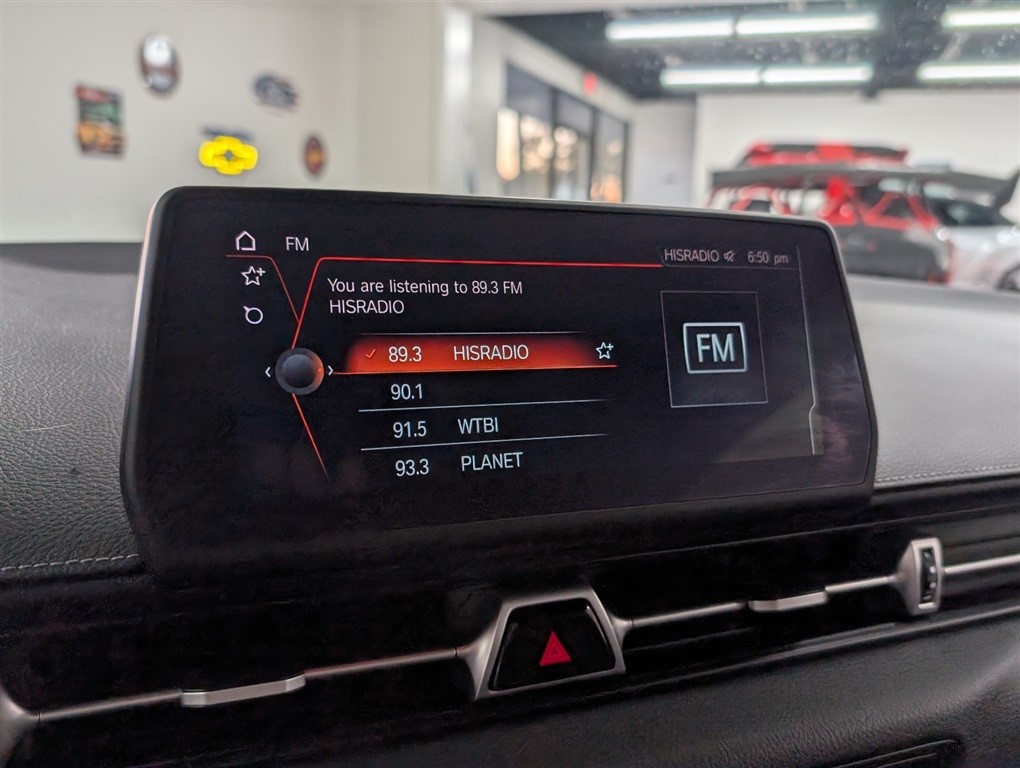 FM
HISRADIO 6:50 pm
You are listening to 89.3 FM
HISRADIO
89.3 HISRADIO
90.1
91.5 WTBI
93.3 PLANET
FM